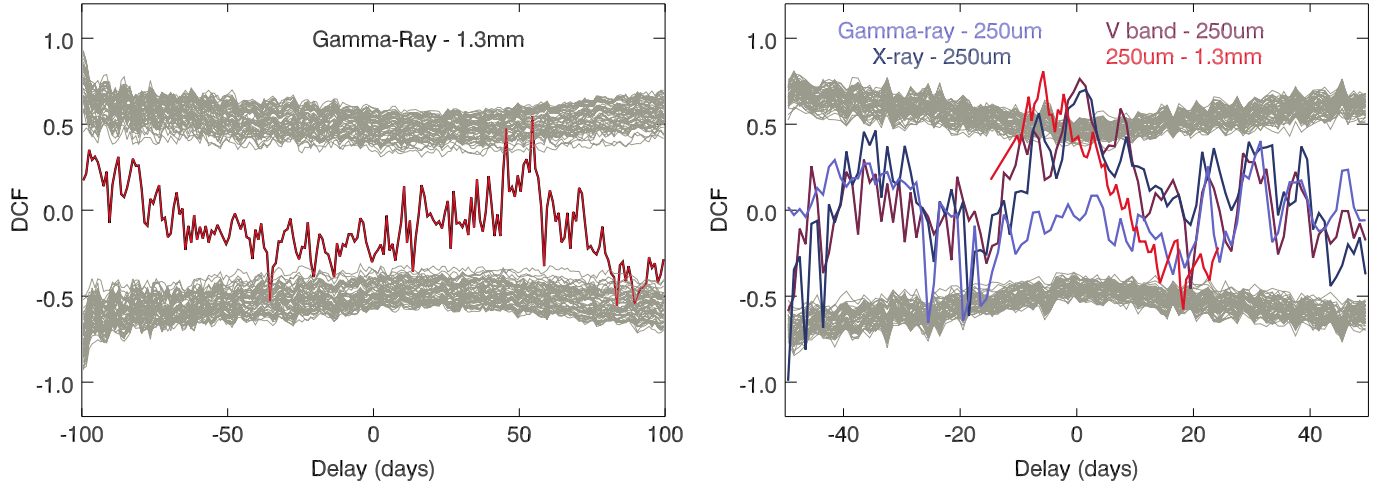 Gamma-Ray - 1.3mm
1.0
0.5
0.0
-0.5
-1.0
DCF
-100
-50
0
50
100
Delay (days)
Gamma-ray - 250um
V band - 250um
X-ray - 250um
250um - 1.3mm
1.0
0.5
0.0
-0.5
-1.0
DCF
-40
-20
0
20
40
Delay (days)